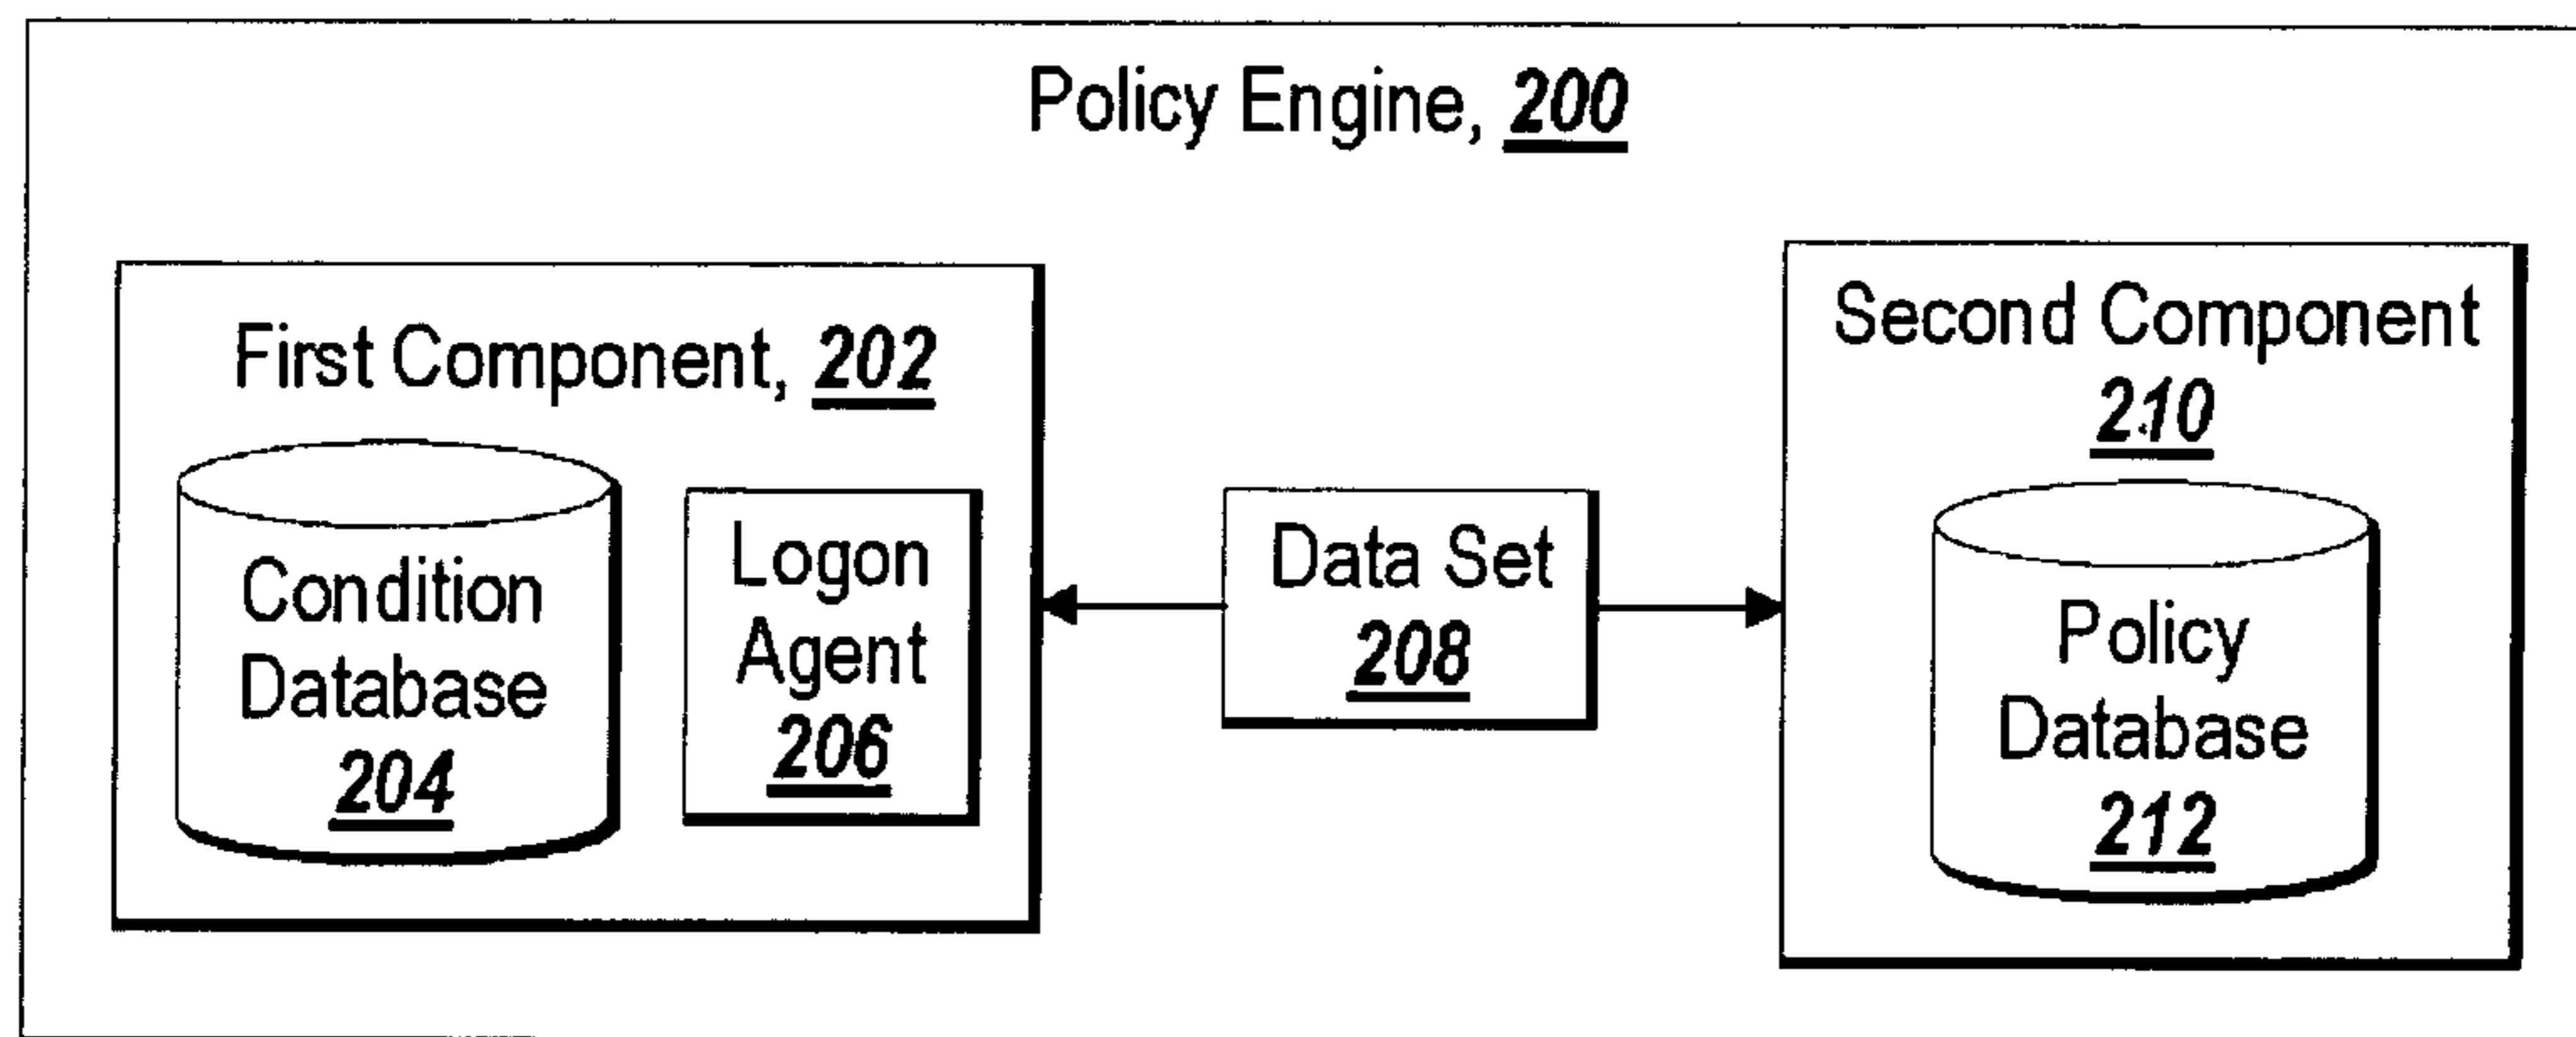 Policy Engine, 200
First Component, 202
Condition
Database
204
Logon
Agent
206
Data Set
208
Second Component
210
Policy
Database
212